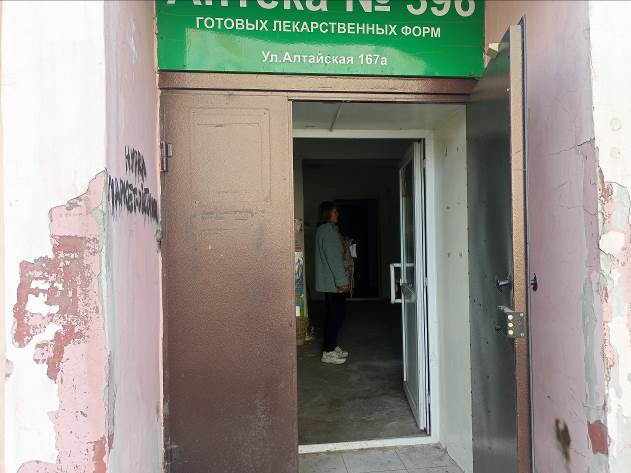 Аптека № 396
ГОТОВЫХ ЛЕКАРСТВЕННЫХ ФОРМ
Ул.Алтайская 167а